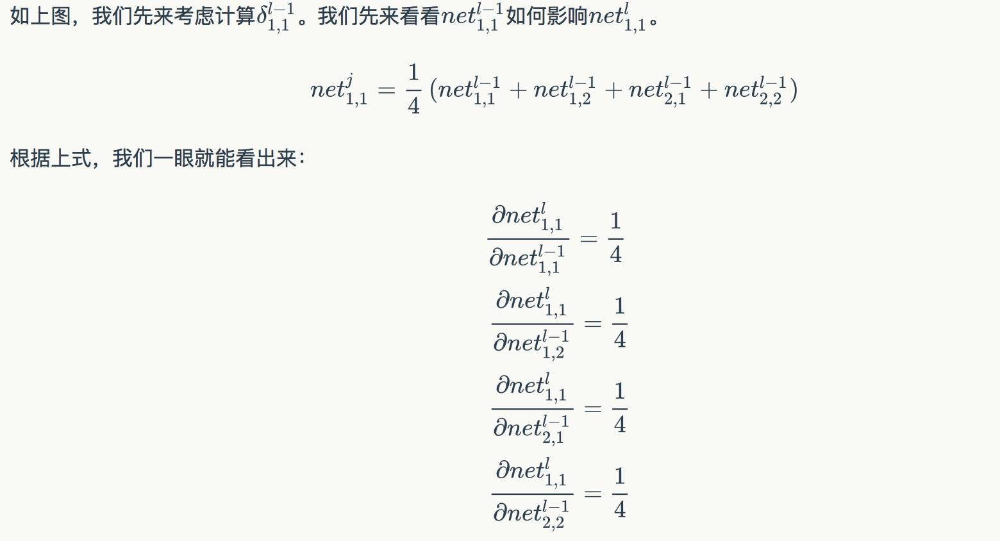 如上图，我们先来考虑计算$\delta_{1,1}^{l-1}$。我们先来看看$net_{1,1}^{l-1}$如何影响$net_{1,1}^{l}$。
$net_{1,1}^{j} = \frac{1}{4}(net_{1,1}^{l-1} + net_{1,2}^{l-1} + net_{2,1}^{l-1} + net_{2,2}^{l-1})$
根据上式，我们一眼就能看出来：
$\frac{\partial net_{1,1}^{l}}{\partial net_{1,1}^{l-1}} = \frac{1}{4}$
$\frac{\partial net_{1,1}^{l}}{\partial net_{1,2}^{l-1}} = \frac{1}{4}$
$\frac{\partial net_{1,1}^{l}}{\partial net_{2,1}^{l-1}} = \frac{1}{4}$
$\frac{\partial net_{1,1}^{l}}{\partial net_{2,2}^{l-1}} = \frac{1}{4}$